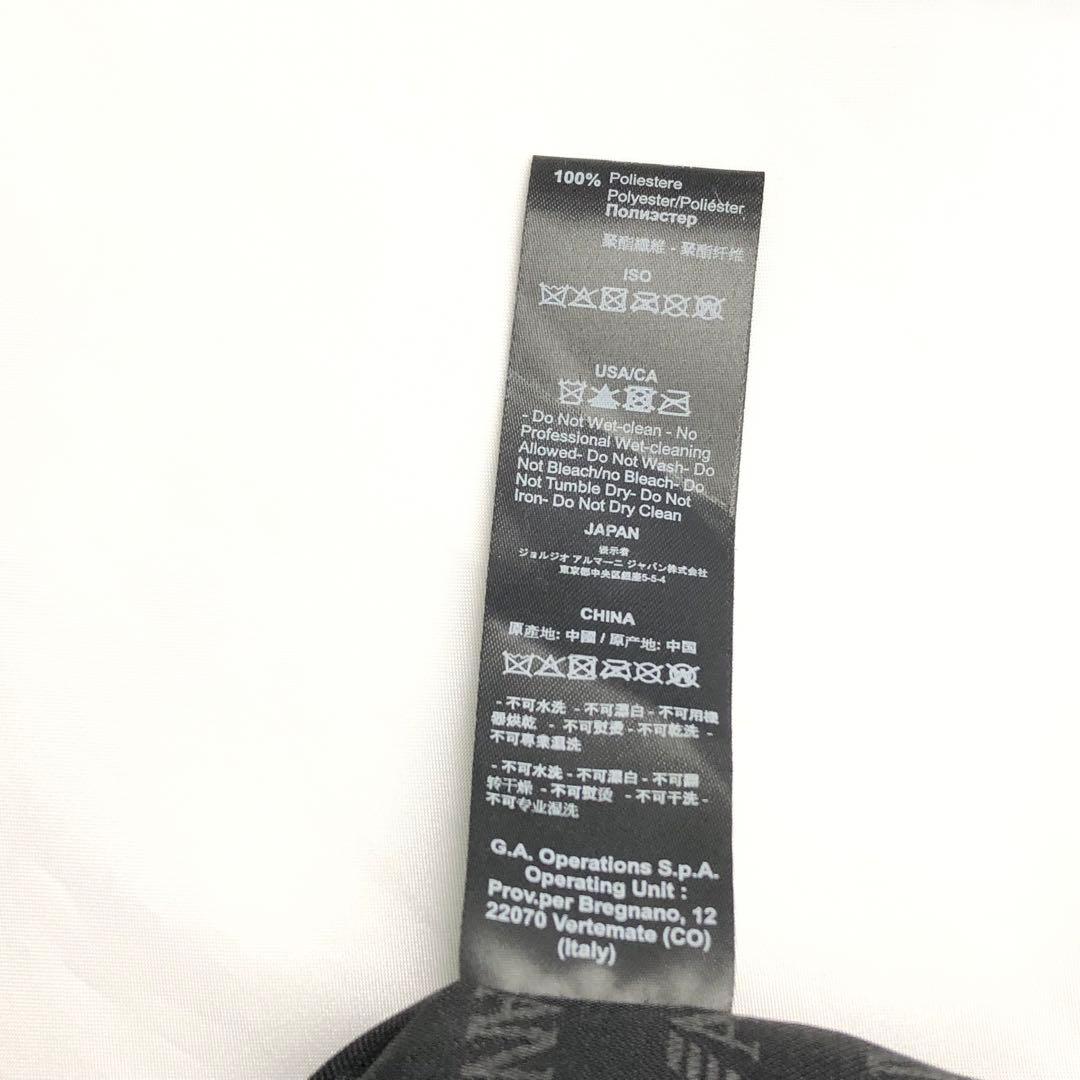 100% Poliestere
Polyester/Poliéster
Полиэстер
聚酯纖維 - 聚酯纤维
ISO
USA/CA
- Do Not Wet-clean - No
Professional Wet-cleaning
Allowed- Do Not Wash- Do
Not Bleach/no Bleach- Do
Not Tumble Dry- Do Not
Iron- Do Not Dry Clean
JAPAN
表示者
ジョルジオ アルマーニ ジャパン株式会社
東京都中央区銀座5-5-4
CHINA
原產地: 中國 / 原产地: 中国
- 不可水洗 - 不可漂白 - 不可用機
器烘乾 - 不可熨燙 - 不可乾洗 -
不可專業濕洗
- 不可水洗 - 不可漂白 - 不可翻
转干燥 - 不可熨烫 - 不可干洗 -
不可专业湿洗
G.A. Operations S.p.A.
Operating Unit :
Prov.per Bregnano, 12
22070 Vertemate (CO)
(Italy)